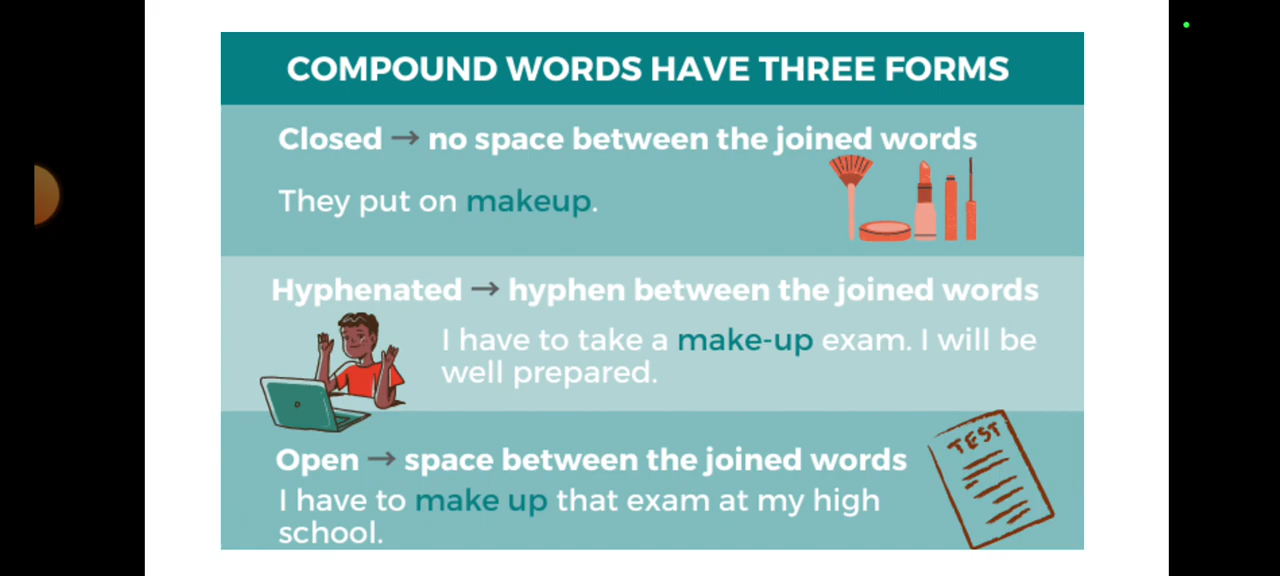 COMPOUND WORDS HAVE THREE FORMS
Closed → no space between the joined words
They put on makeup.
Hyphenated → hyphen between the joined words
I have to take a make-up exam. I will be
well prepared.
Open → space between the joined words
TEST
I have to make up that exam at my high
school.